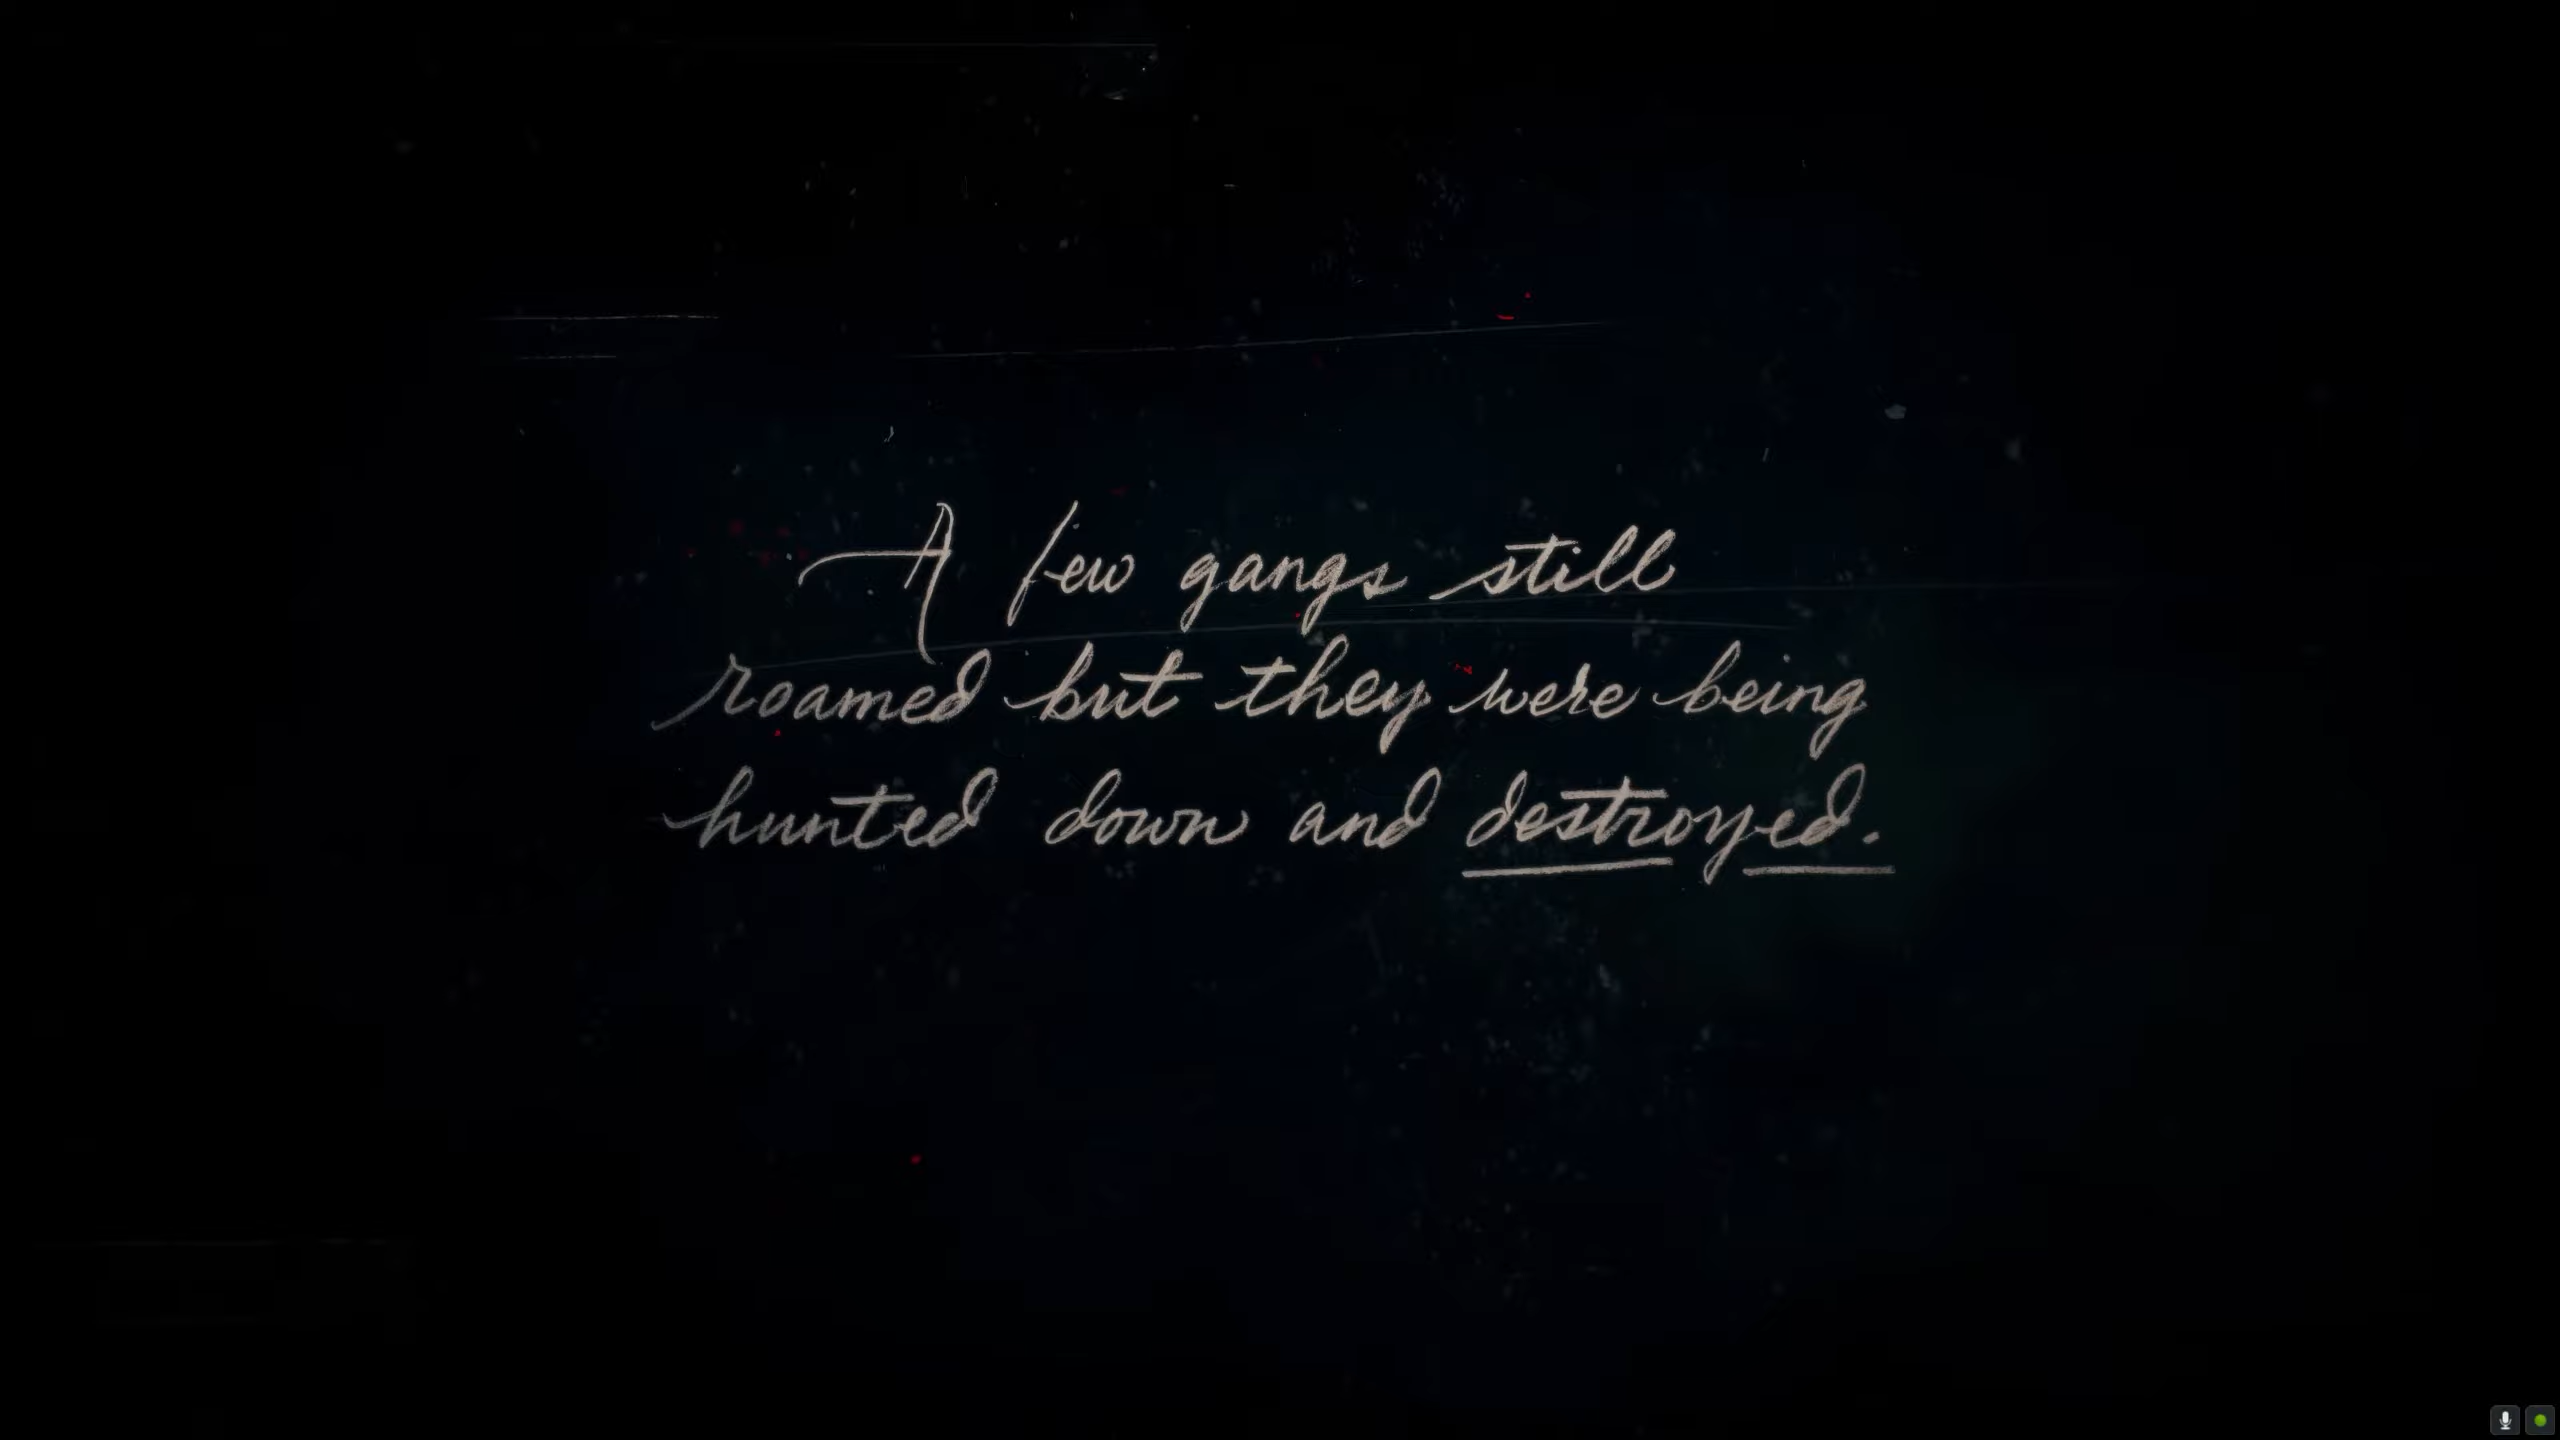 A few gangs still
roamed but they were being
hunted down and destroyed.